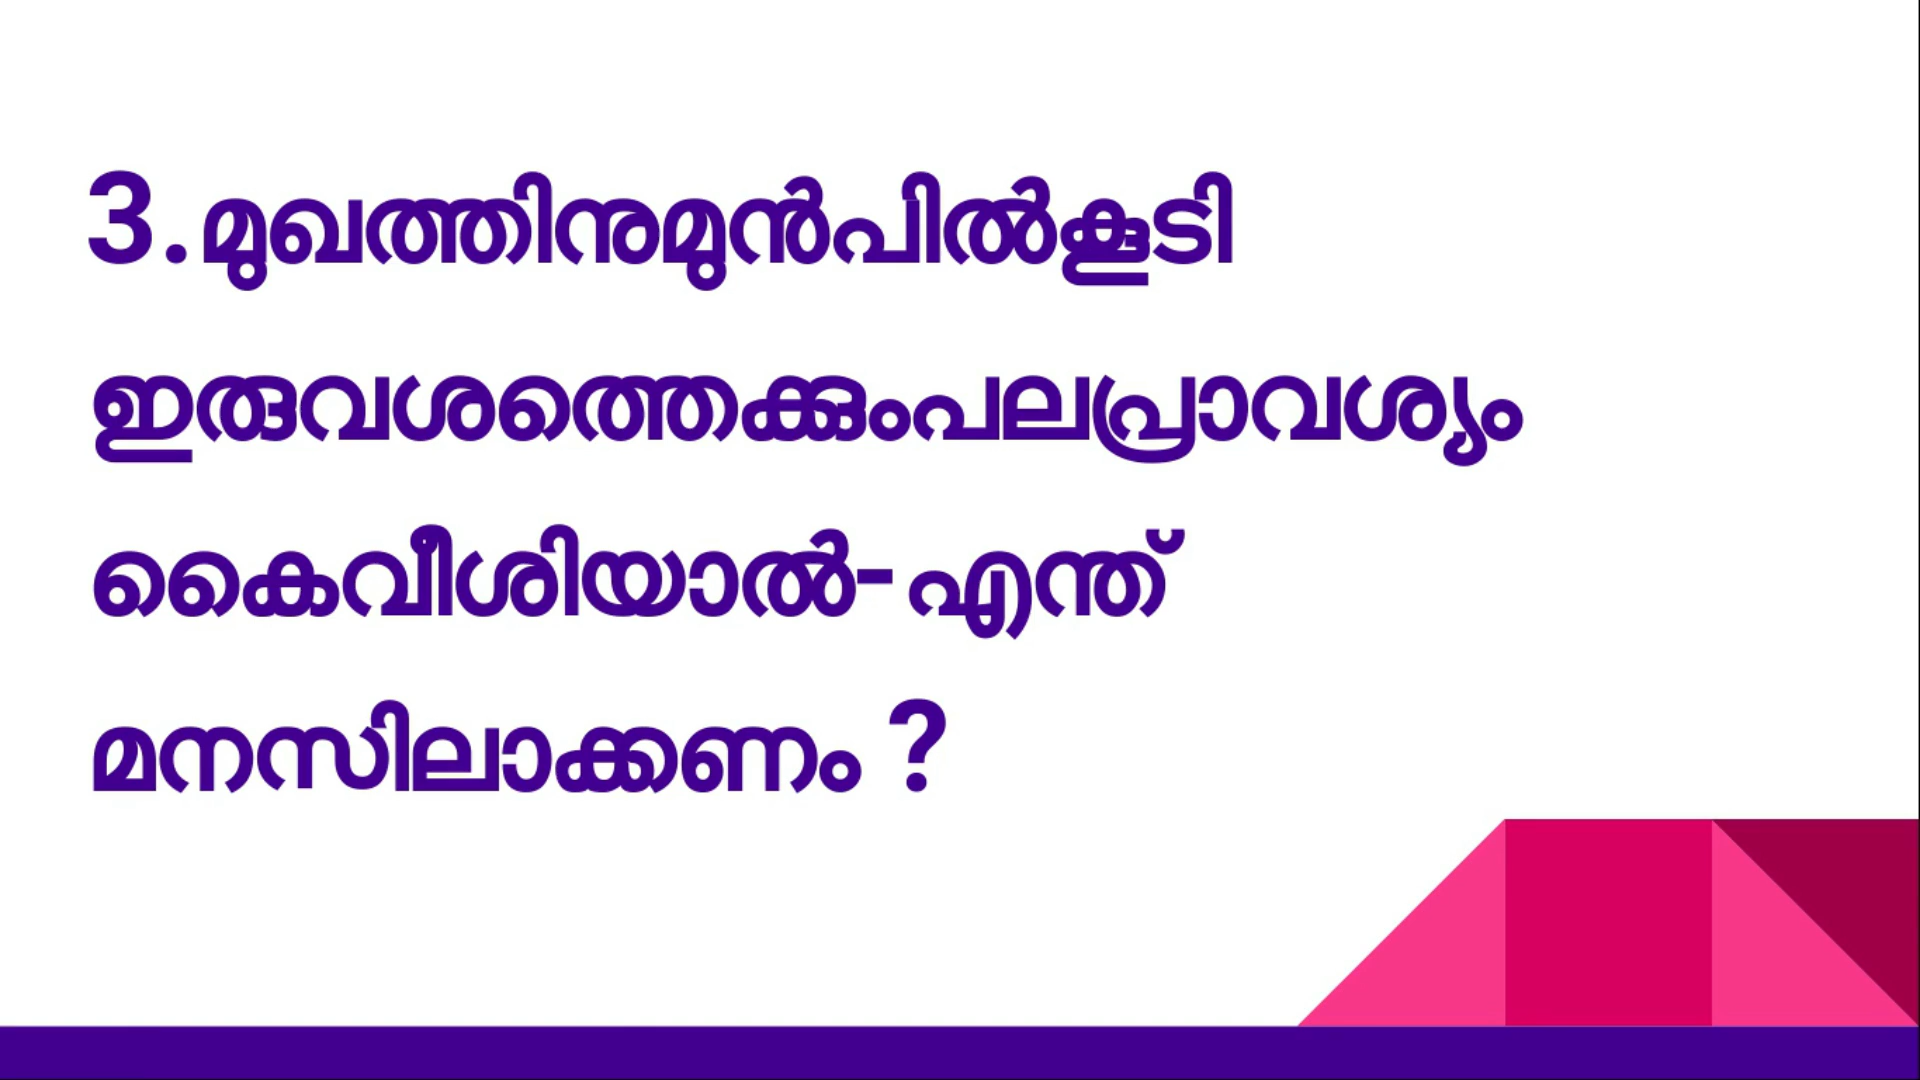 3.മുഖത്തിനുമുൻപിൽകൂടി
ഇരുവശത്തെക്കുംപലപ്രാവശ്യം
കൈവീശിയാൽ-എന്ത്
മനസിലാക്കണം ?